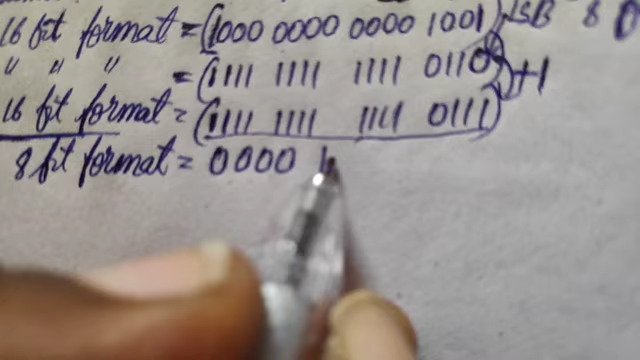 16 bit format = (1000 0000 0000 1001) LSB 8
" " " = (1111 1111 1111 0110) +1
16 bit format = (1111 1111 1111 0111)
8 bit format = 0000 1